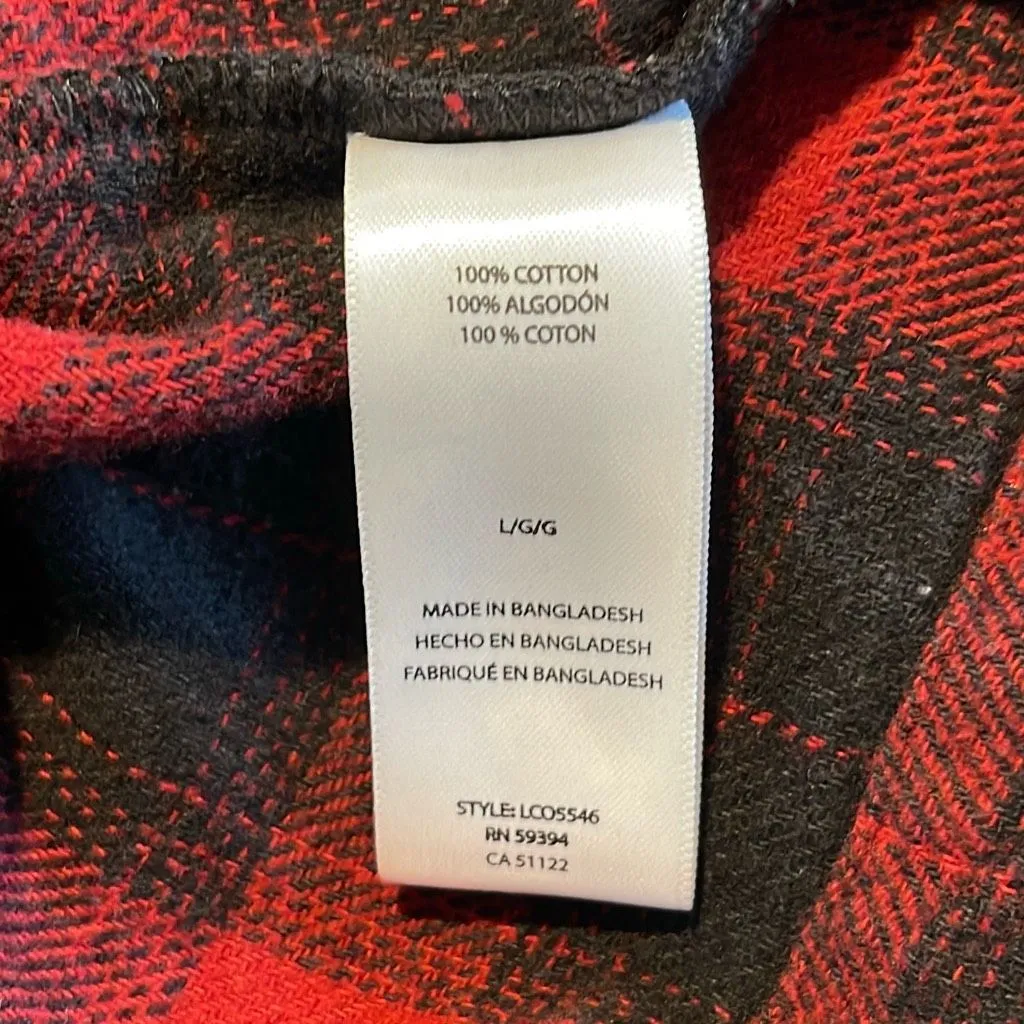 100% COTTON
100% ALGODÓN
100 % COTON
L/G/G
MADE IN BANGLADESH
HECHO EN BANGLADESH
FABRIQUÉ EN BANGLADESH
STYLE: LCO5546
RN 59394
CA 51122